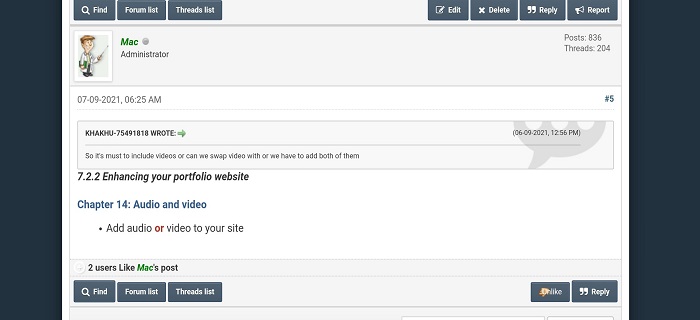 Find Forum list Threads list Edit Delete Reply Report
Mac
Administrator
Posts: 836
Threads: 204
07-09-2021, 06:25 AM #5
KHAKHU-75491818 WROTE: (06-09-2021, 12:56 PM)
So it's must to include videos or can we swap video with or we have to add both of them
7.2.2 Enhancing your portfolio website
Chapter 14: Audio and video
• Add audio or video to your site
2 users Like Mac's post
Find Forum list Threads list Unlike Reply